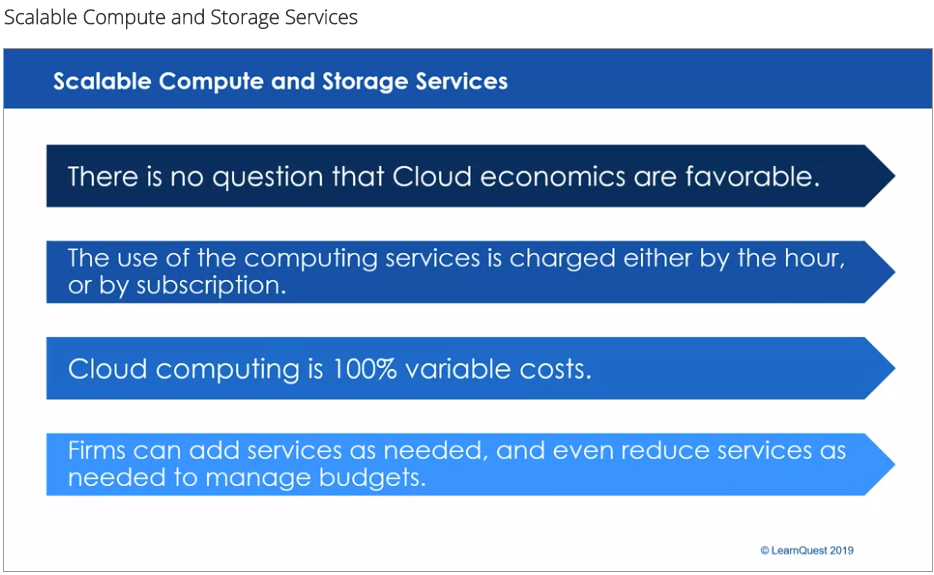 Scalable Compute and Storage Services
Scalable Compute and Storage Services
There is no question that Cloud economics are favorable.
The use of the computing services is charged either by the hour,
or by subscription.
Cloud computing is 100% variable costs.
Firms can add services as needed, and even reduce services as
needed to manage budgets.
© LearnQuest 2019